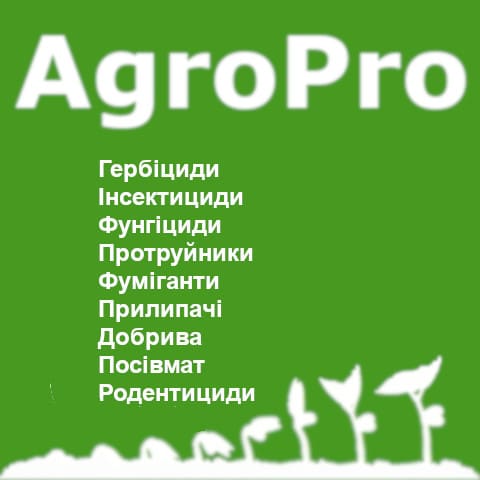 AgroPro
Гербіциди
Інсектициди
Фунгіциди
Протруйники
Фуміганти
Прилипачі
Добрива
Посівмат
Родентициди